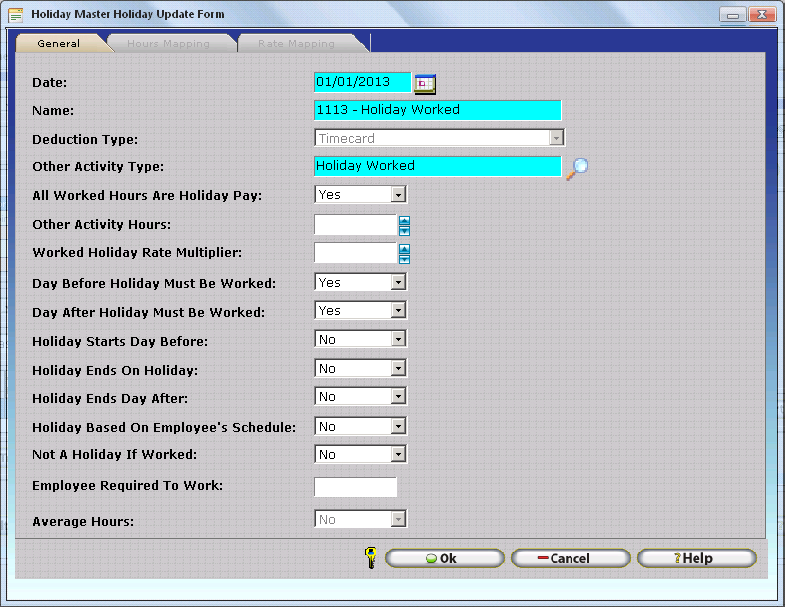 Holiday Master Holiday Update Form
General Hours Mapping Rate Mapping
Date: 01/01/2013
Name: 1113 - Holiday Worked
Deduction Type: Timecard
Other Activity Type: Holiday Worked
All Worked Hours Are Holiday Pay: Yes
Other Activity Hours:
Worked Holiday Rate Multiplier:
Day Before Holiday Must Be Worked: Yes
Day After Holiday Must Be Worked: Yes
Holiday Starts Day Before: No
Holiday Ends On Holiday: No
Holiday Ends Day After: No
Holiday Based On Employee's Schedule: No
Not A Holiday If Worked: No
Employee Required To Work:
Average Hours: No
Ok Cancel ? Help